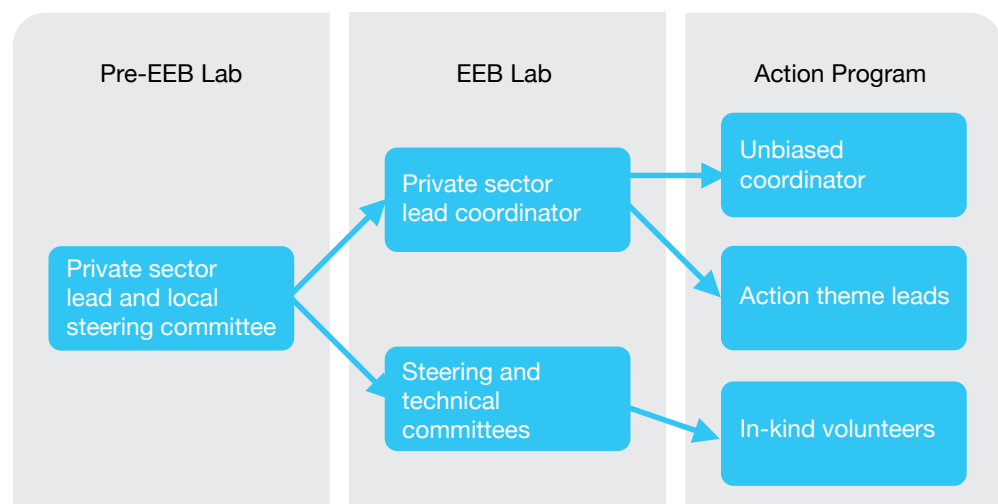 Pre-EEB Lab
EEB Lab
Action Program
Private sector
lead and local
steering committee
Private sector
lead coordinator
Steering and
technical
committees
Unbiased
coordinator
Action theme leads
In-kind volunteers